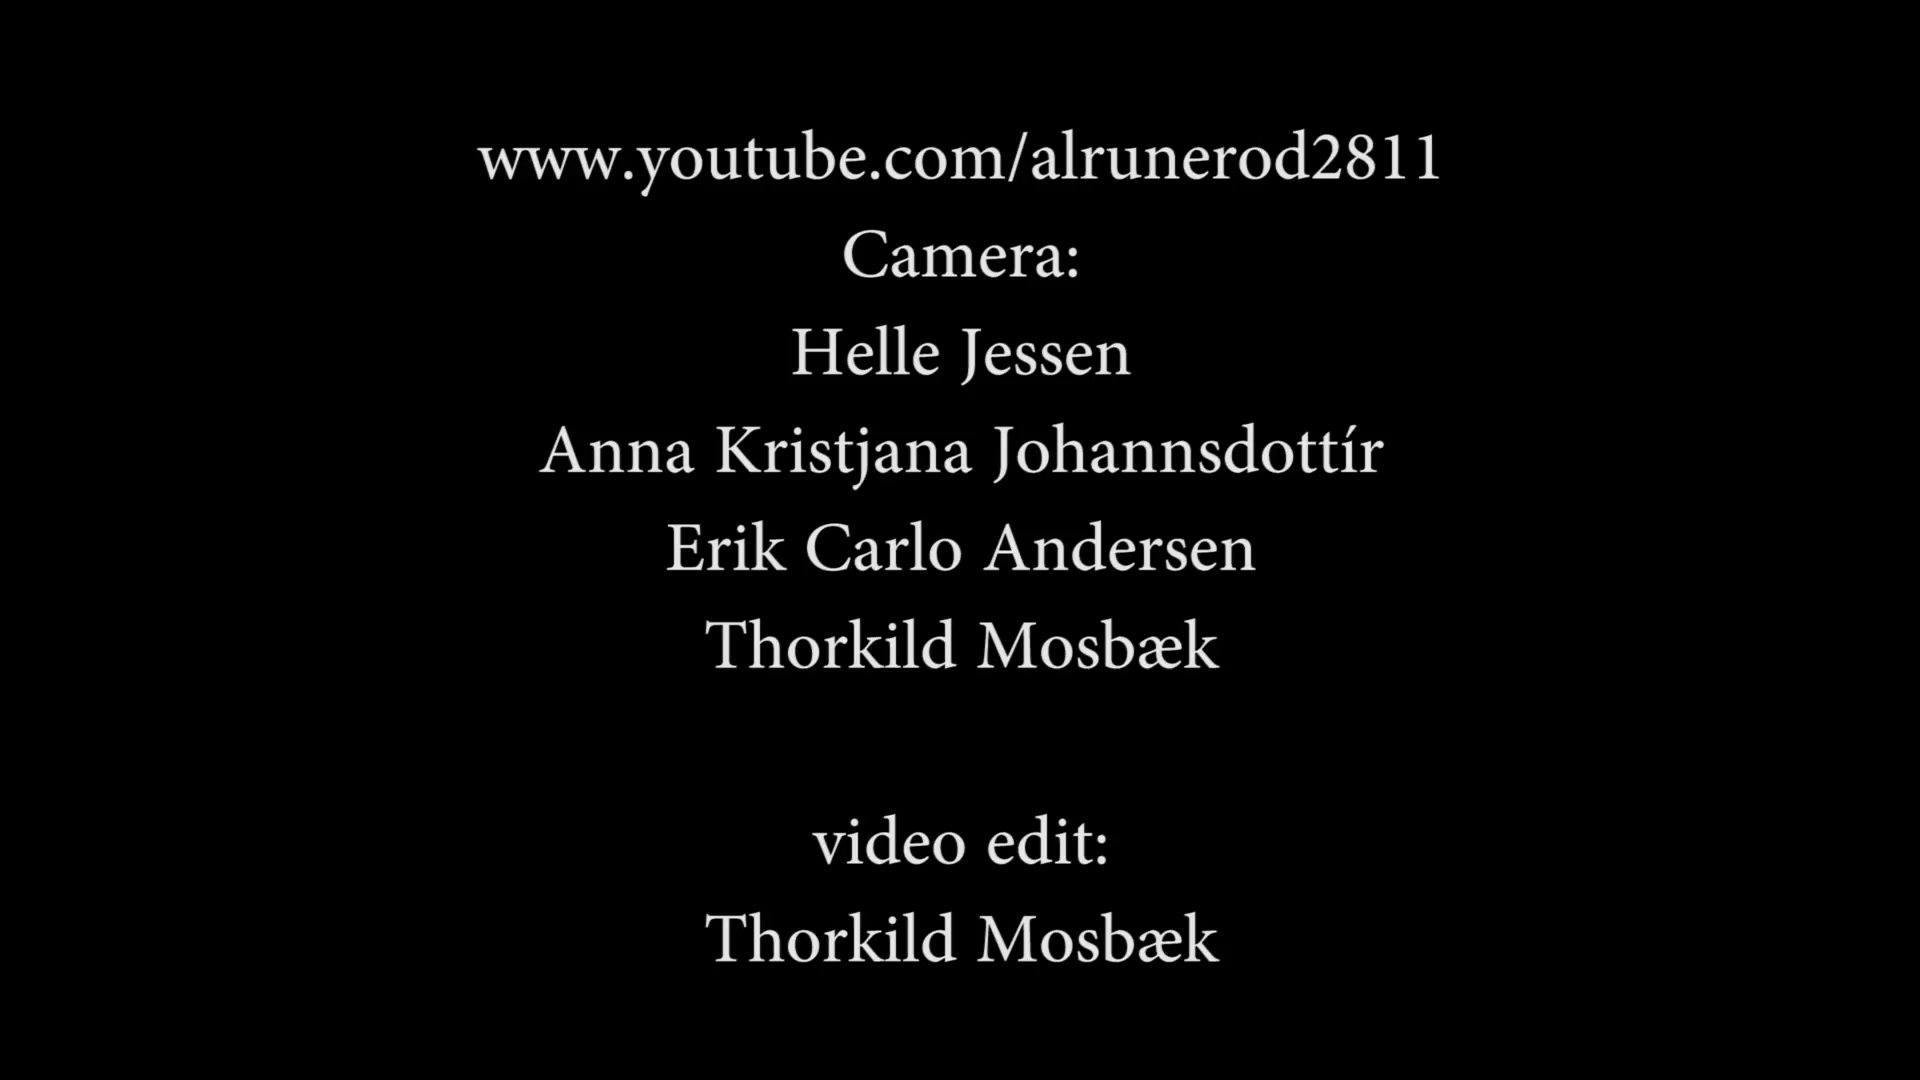 www.youtube.com/alrunerod2811
Camera:
Helle Jessen
Anna Kristjana Johannsdottír
Erik Carlo Andersen
Thorkild Mosbæk
video edit:
Thorkild Mosbæk